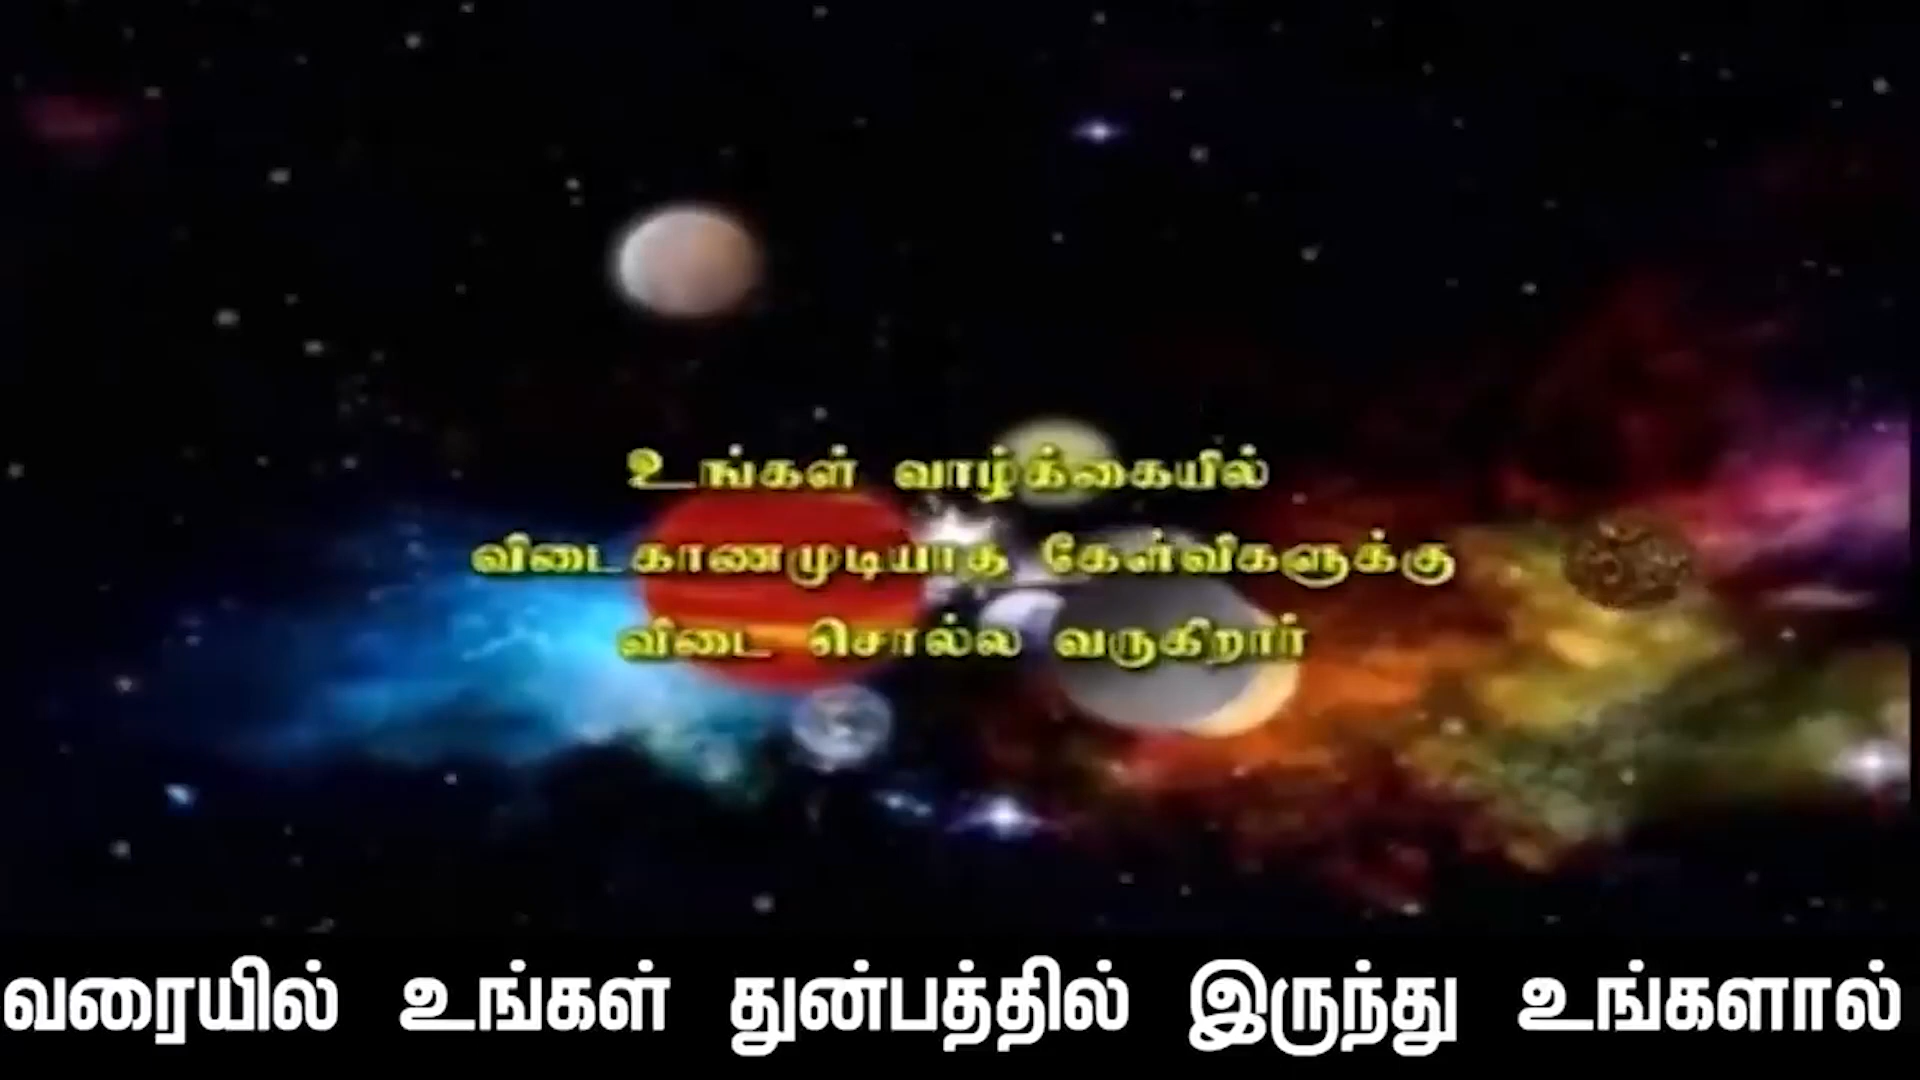 உங்கள் வாழ்க்கையில்
விடைகாணமுடியாத கேள்விகளுக்கு
விடை சொல்ல வருகிறார்
வரையில் உங்கள் துன்பத்தில் இருந்து உங்களால்